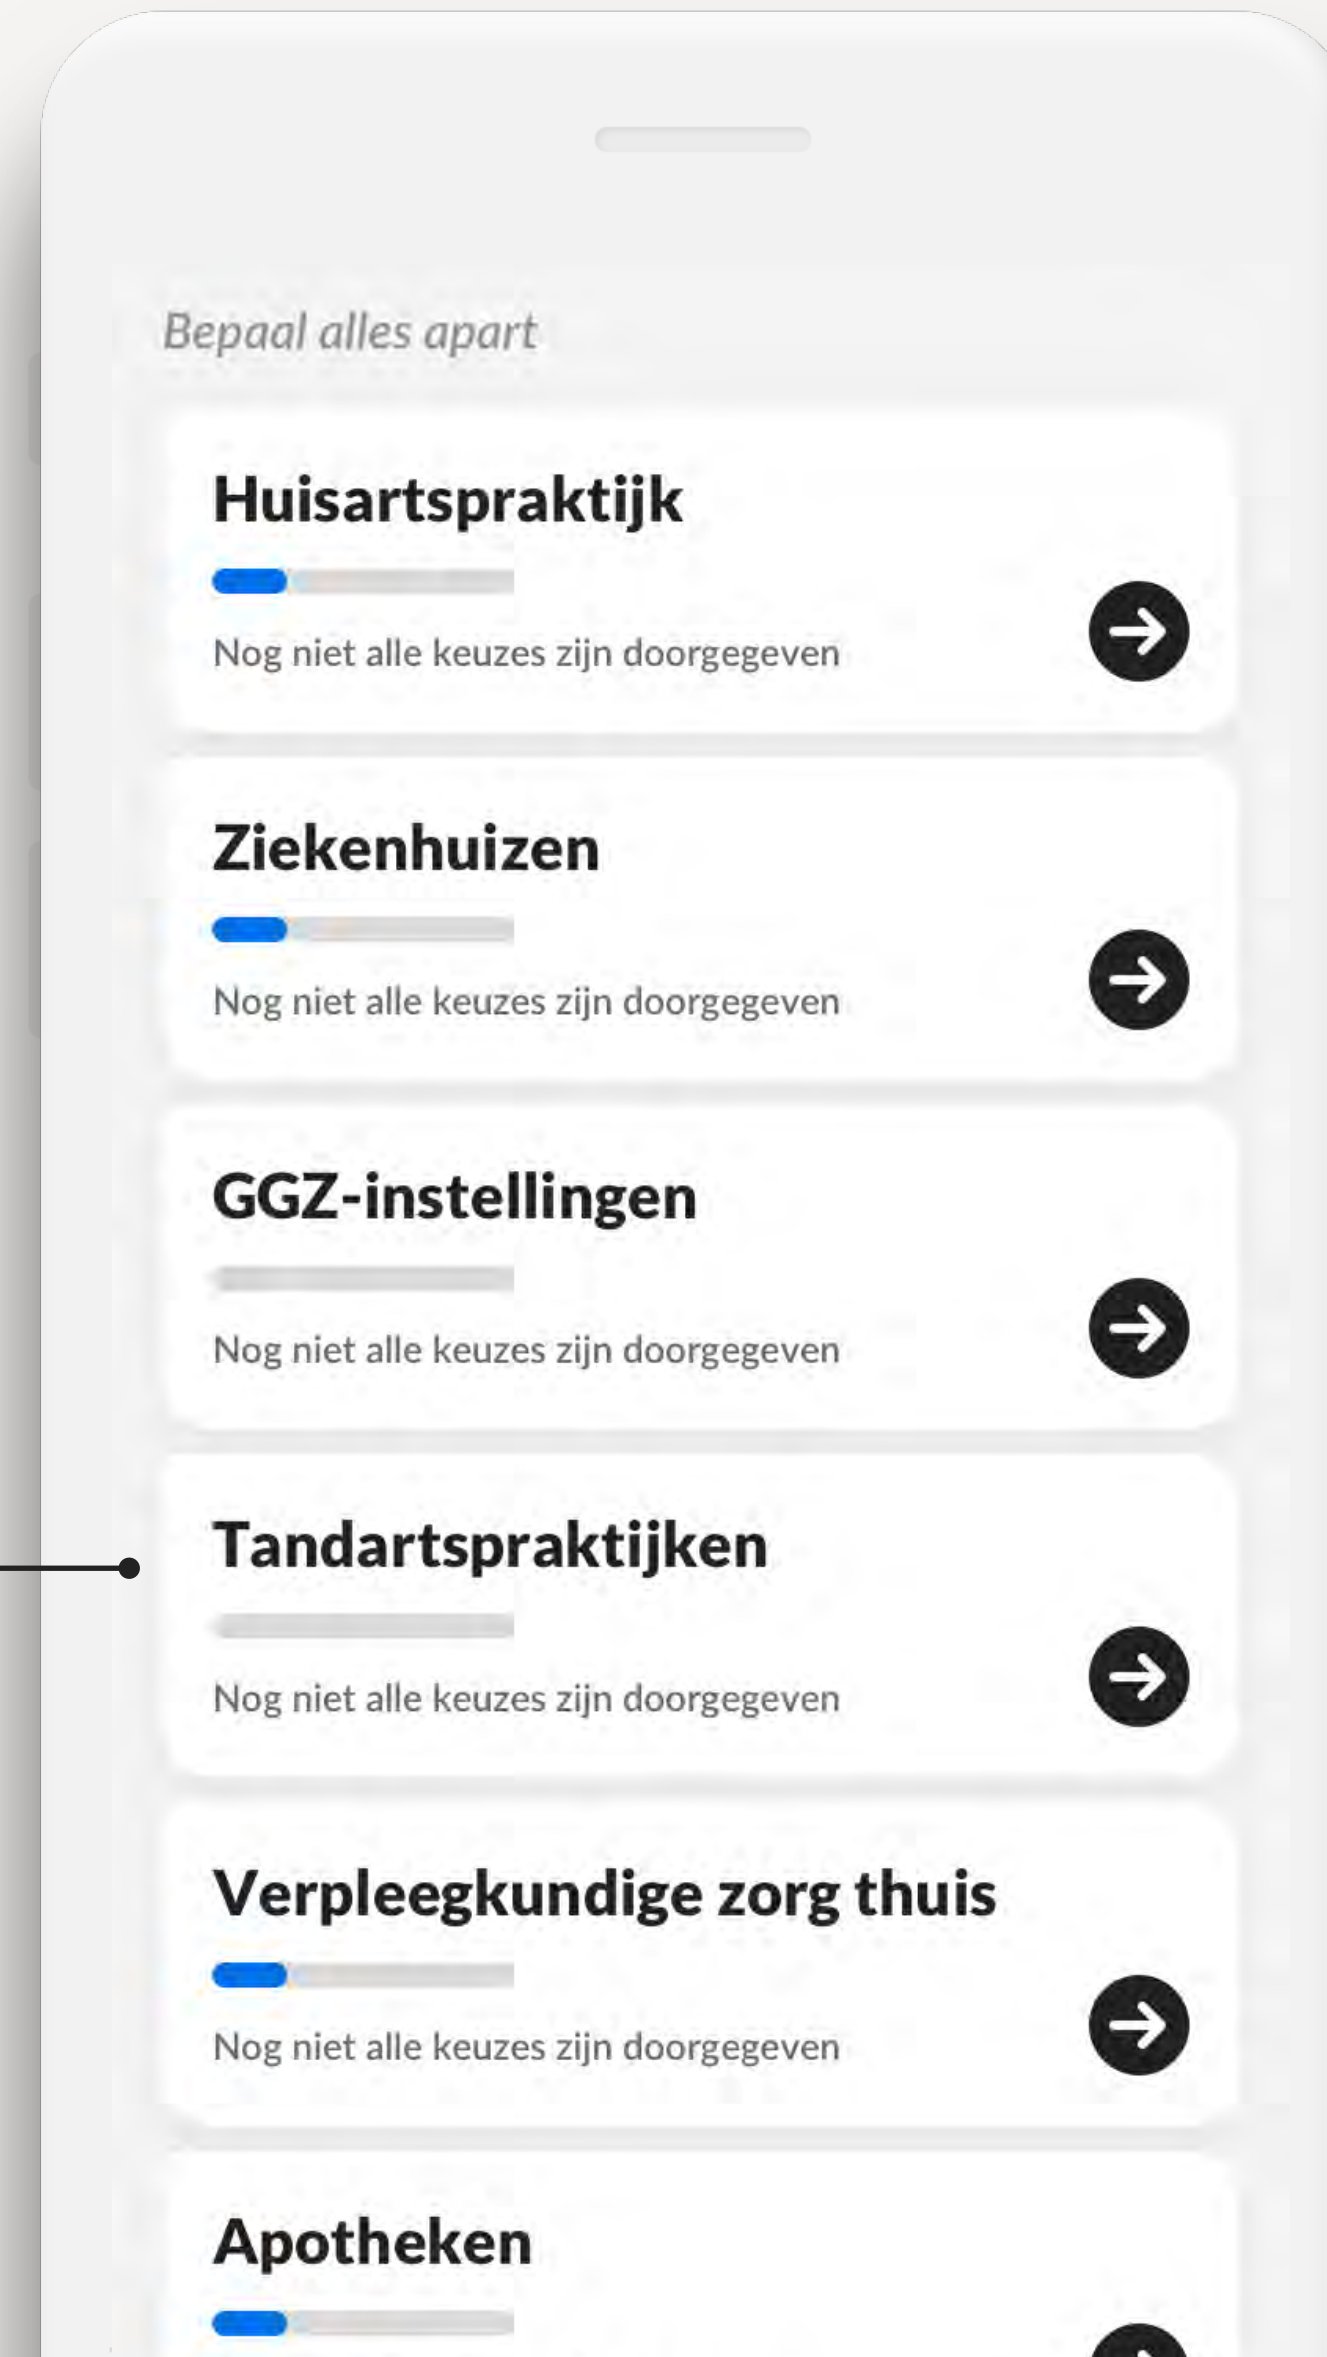 Bepaal alles apart
Huisartspraktijk
Nog niet alle keuzes zijn doorgegeven
Ziekenhuizen
Nog niet alle keuzes zijn doorgegeven
GGZ-instellingen
Nog niet alle keuzes zijn doorgegeven
Tandartspraktijken
Nog niet alle keuzes zijn doorgegeven
Verpleegkundige zorg thuis
Nog niet alle keuzes zijn doorgegeven
Apotheken